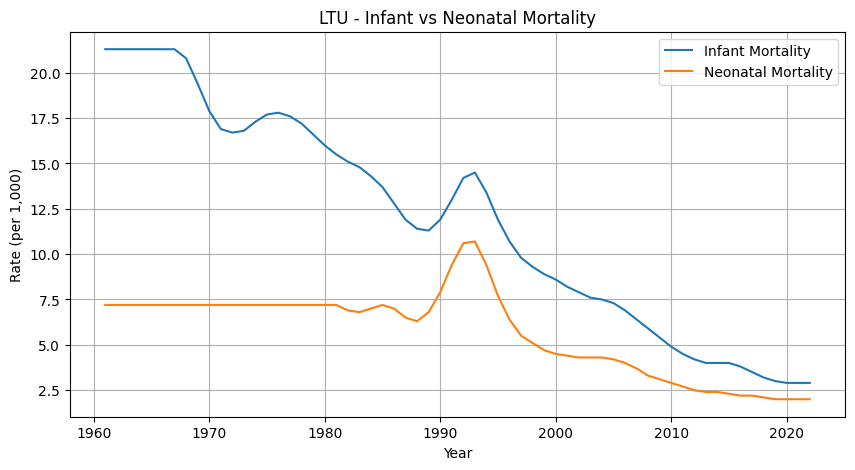 LTU - Infant vs Neonatal Mortality
Infant Mortality
Neonatal Mortality
Rate (per 1,000)
20.0
17.5
15.0
12.5
10.0
7.5
5.0
2.5
1960 1970 1980 1990 2000 2010 2020
Year